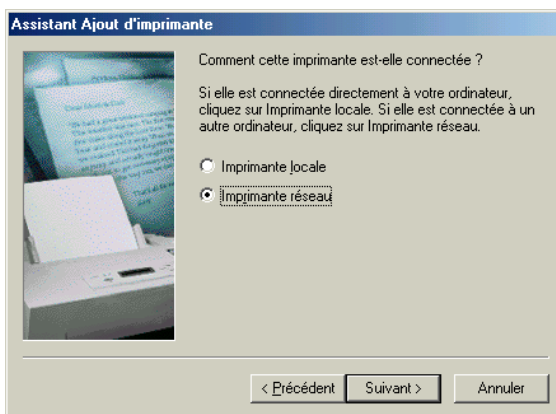 Assistant Ajout d'imprimante
Comment cette imprimante est-elle connectée ?
Si elle est connectée directement à votre ordinateur,
cliquez sur Imprimante locale. Si elle est connectée à un
autre ordinateur, cliquez sur Imprimante réseau.
Imprimante locale
Imprimante réseau
< Précédent
Suivant >
Annuler